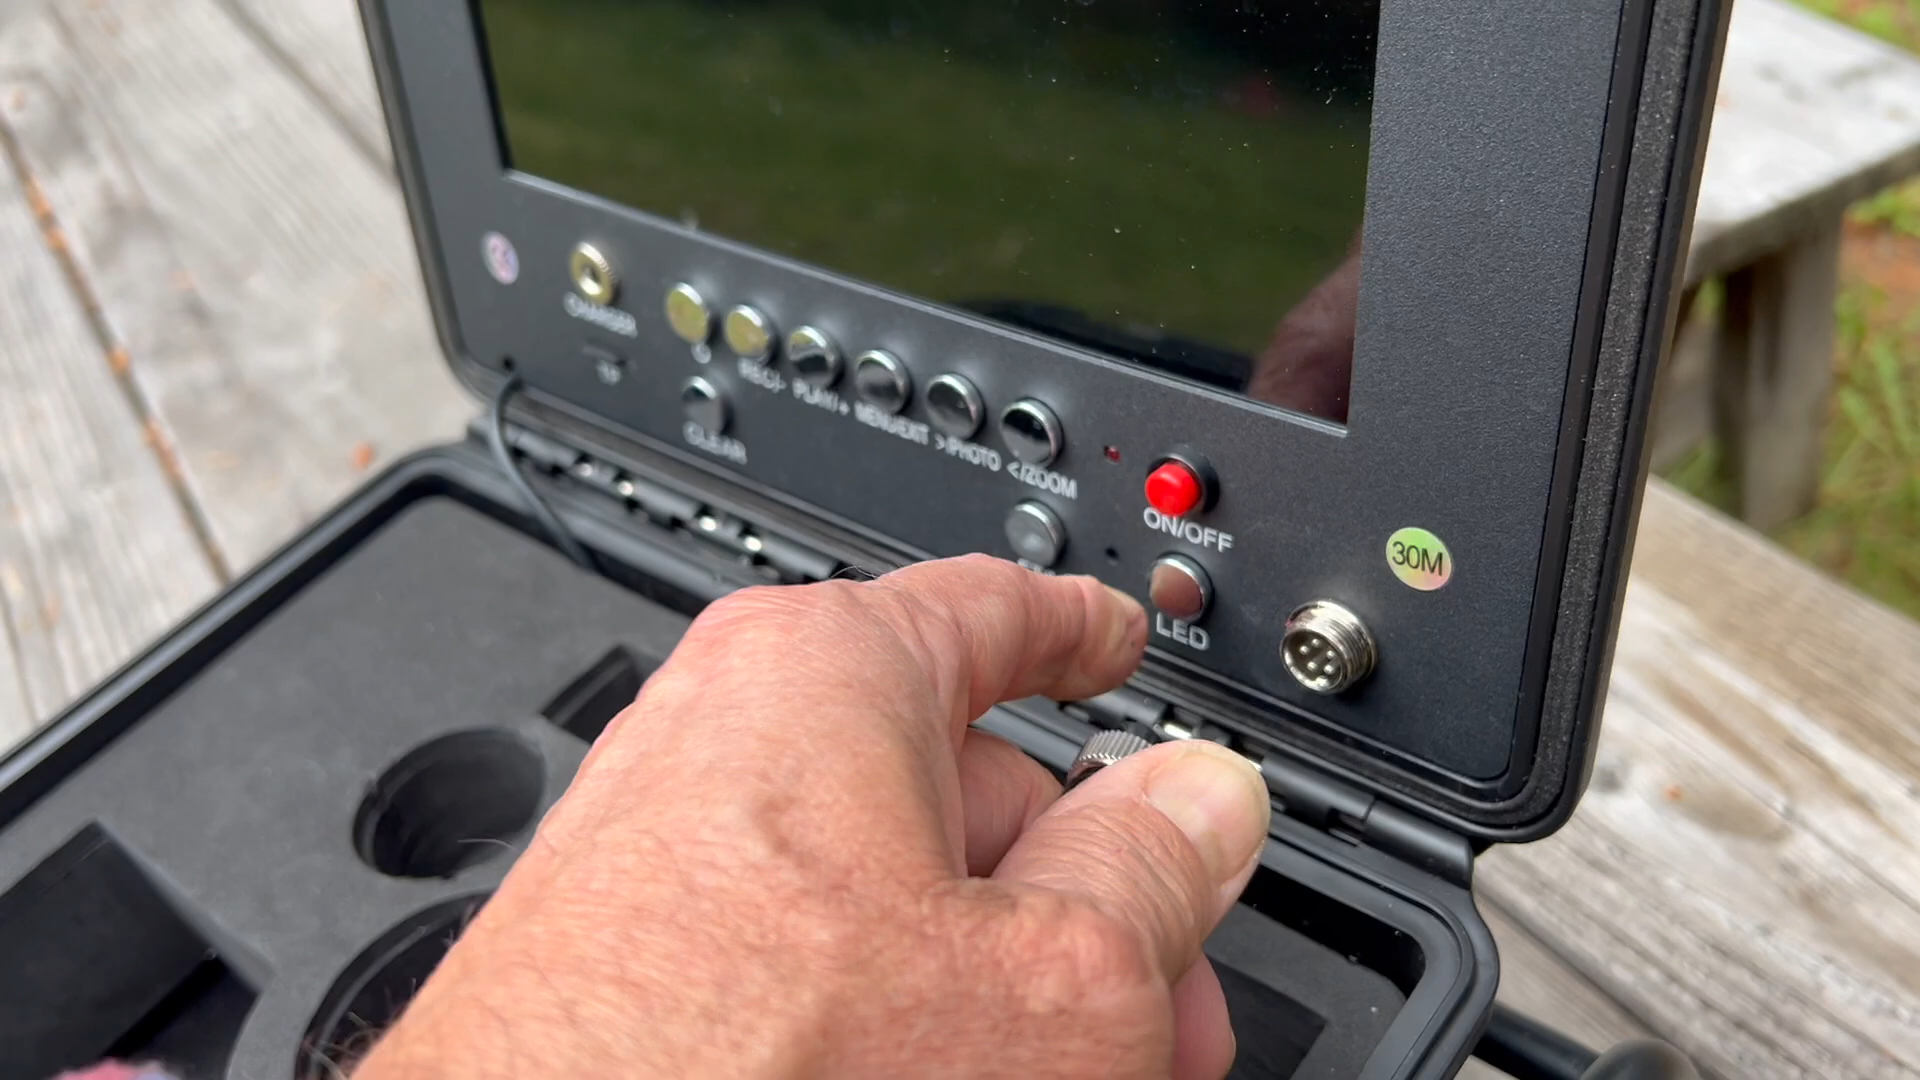 CHARGER
REC/- PLAY/+ MENU/EXIT >/PHOTO </ZOOM
CLEAR
ON/OFF
30M
LED